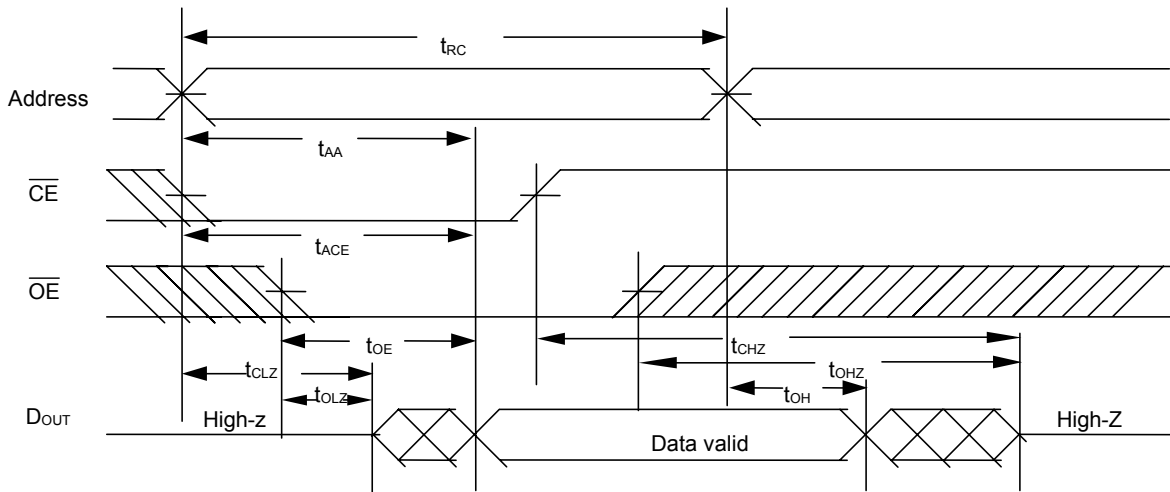 tRC
Address
tAA
CE
tACE
OE
tOE
tCHZ
tCLZ
tOHZ
tOLZ
tOH
DOUT
High-z
Data valid
High-Z